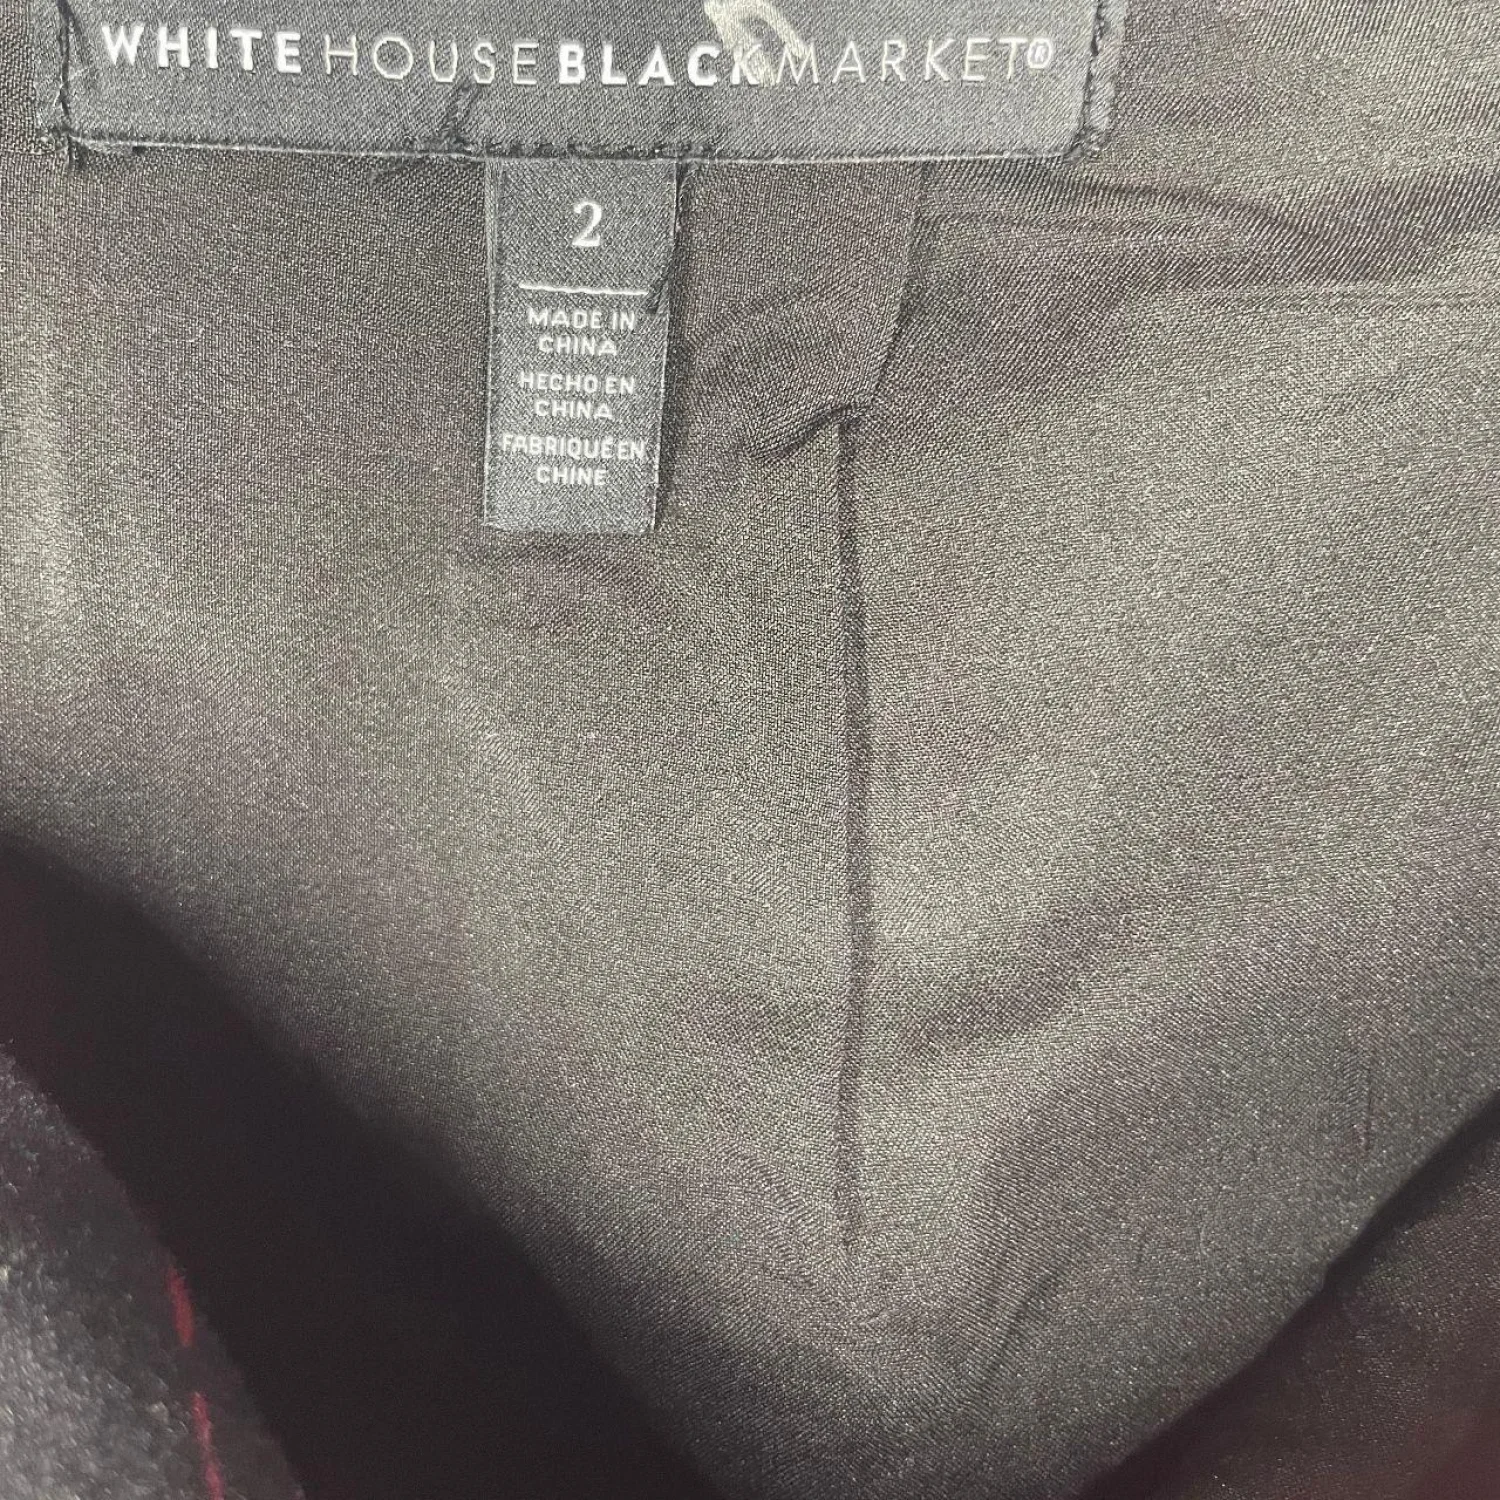 WHITEHOUSEBLACKMARKET®
2
MADE IN
CHINA
HECHO EN
CHINA
FABRIQUÉ EN
CHINE